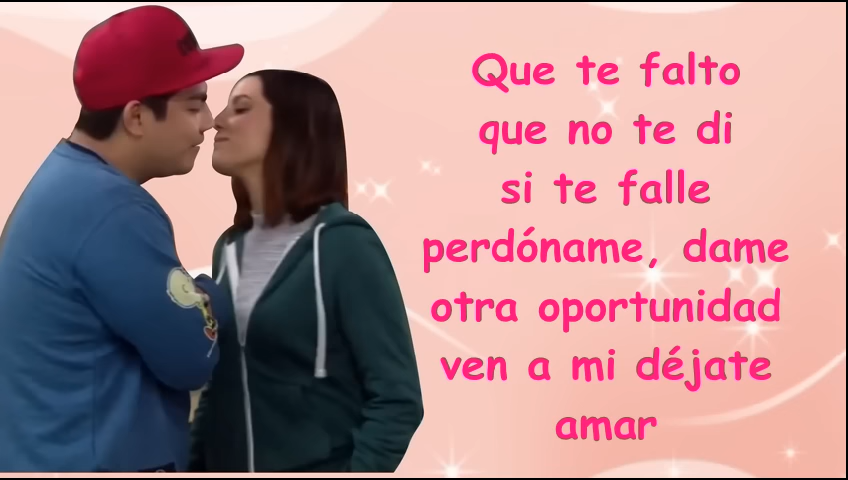 Que te falto
que no te di
si te falle
perdóname, dame
otra oportunidad
ven a mi déjate
amar